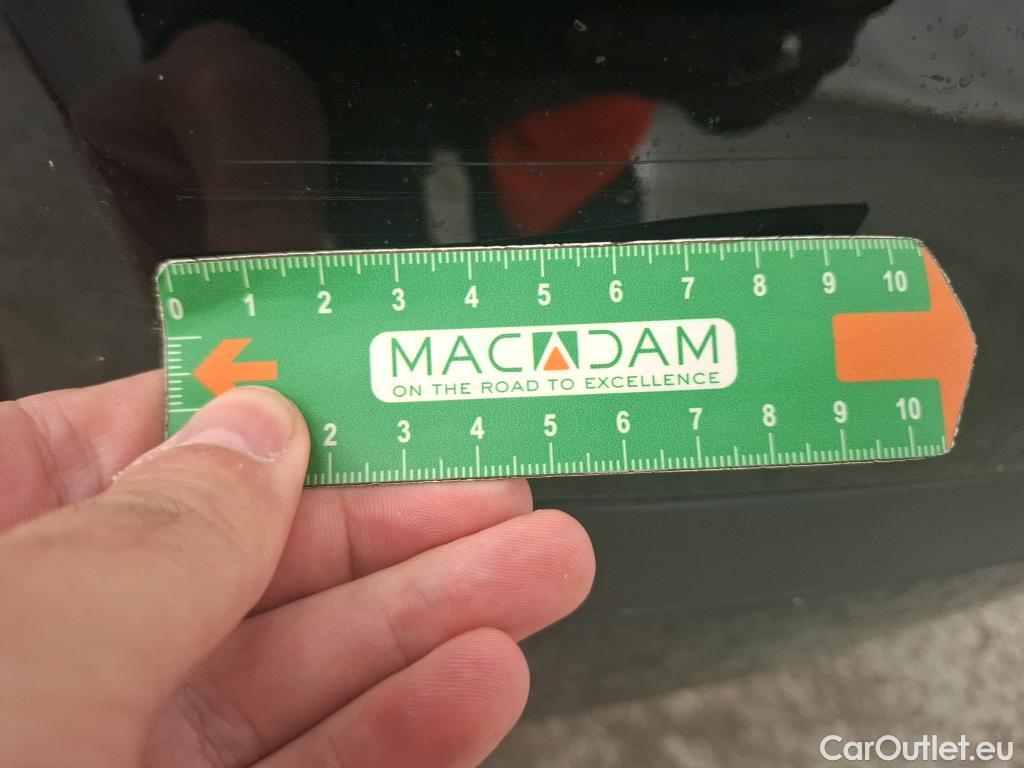 0 1 2 3 4 5 6 7 8 9 10
MACADAM
ON THE ROAD TO EXCELLENCE
2 3 4 5 6 7 8 9 10
CarOutlet.eu